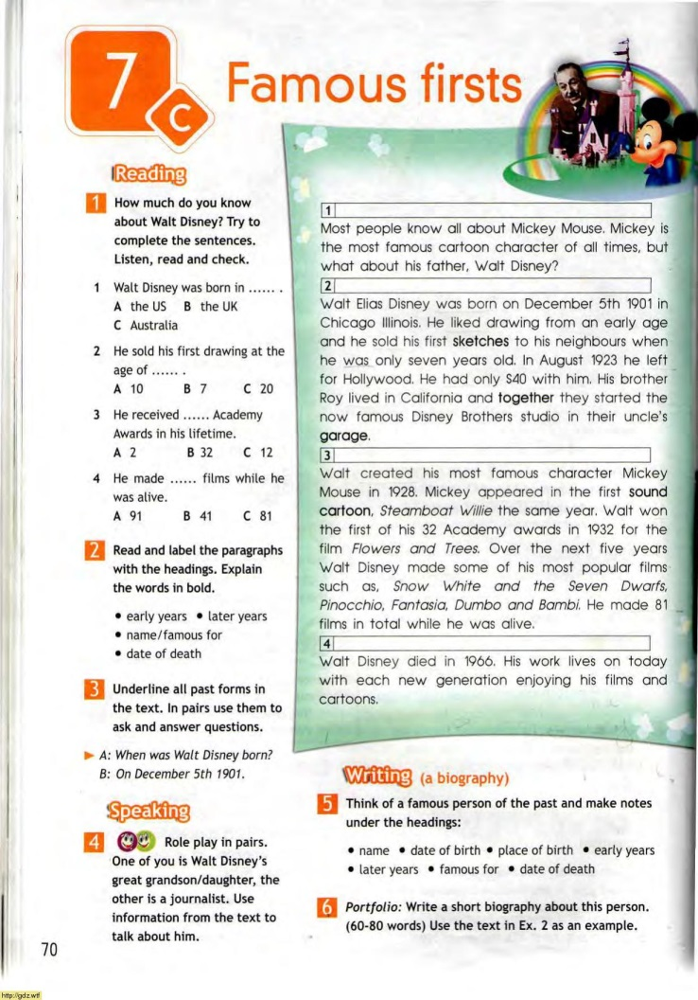 7
C
Famous firsts
Reading
1 How much do you know
about Walt Disney? Try to
complete the sentences.
Listen, read and check.
1 Walt Disney was born in ...... .
A the US B the UK
C Australia
2 He sold his first drawing at the
age of ...... .
A 10 B 7 C 20
3 He received ...... Academy
Awards in his lifetime.
A 2 B 32 C 12
4 He made ...... films while he
was alive.
A 91 B 41 C 81
2 Read and label the paragraphs
with the headings. Explain
the words in bold.
• early years • later years
• name/famous for
• date of death
3 Underline all past forms in
the text. In pairs use them to
ask and answer questions.
► A: When was Walt Disney born?
B: On December 5th 1901.
Speaking
4 Role play in pairs.
One of you is Walt Disney's
great grandson/daughter, the
other is a journalist. Use
information from the text to
talk about him.
1
Most people know all about Mickey Mouse. Mickey is
the most famous cartoon character of all times, but
what about his father, Walt Disney?
2
Walt Elias Disney was born on December 5th 1901 in
Chicago Illinois. He liked drawing from an early age
and he sold his first sketches to his neighbours when
he was only seven years old. In August 1923 he left
for Hollywood. He had only $40 with him. His brother
Roy lived in California and together they started the
now famous Disney Brothers studio in their uncle's
garage.
3
Walt created his most famous character Mickey
Mouse in 1928. Mickey appeared in the first sound
cartoon, Steamboat Willie the same year. Walt won
the first of his 32 Academy awards in 1932 for the
film Flowers and Trees. Over the next five years
Walt Disney made some of his most popular films
such as, Snow White and the Seven Dwarfs,
Pinocchio, Fantasia, Dumbo and Bambi. He made 81
films in total while he was alive.
4
Walt Disney died in 1966. His work lives on today
with each new generation enjoying his films and
cartoons.
Writing (a biography)
5 Think of a famous person of the past and make notes
under the headings:
• name • date of birth • place of birth • early years
• later years • famous for • date of death
6 Portfolio: Write a short biography about this person.
(60-80 words) Use the text in Ex. 2 as an example.
70
http://gdz.wtf